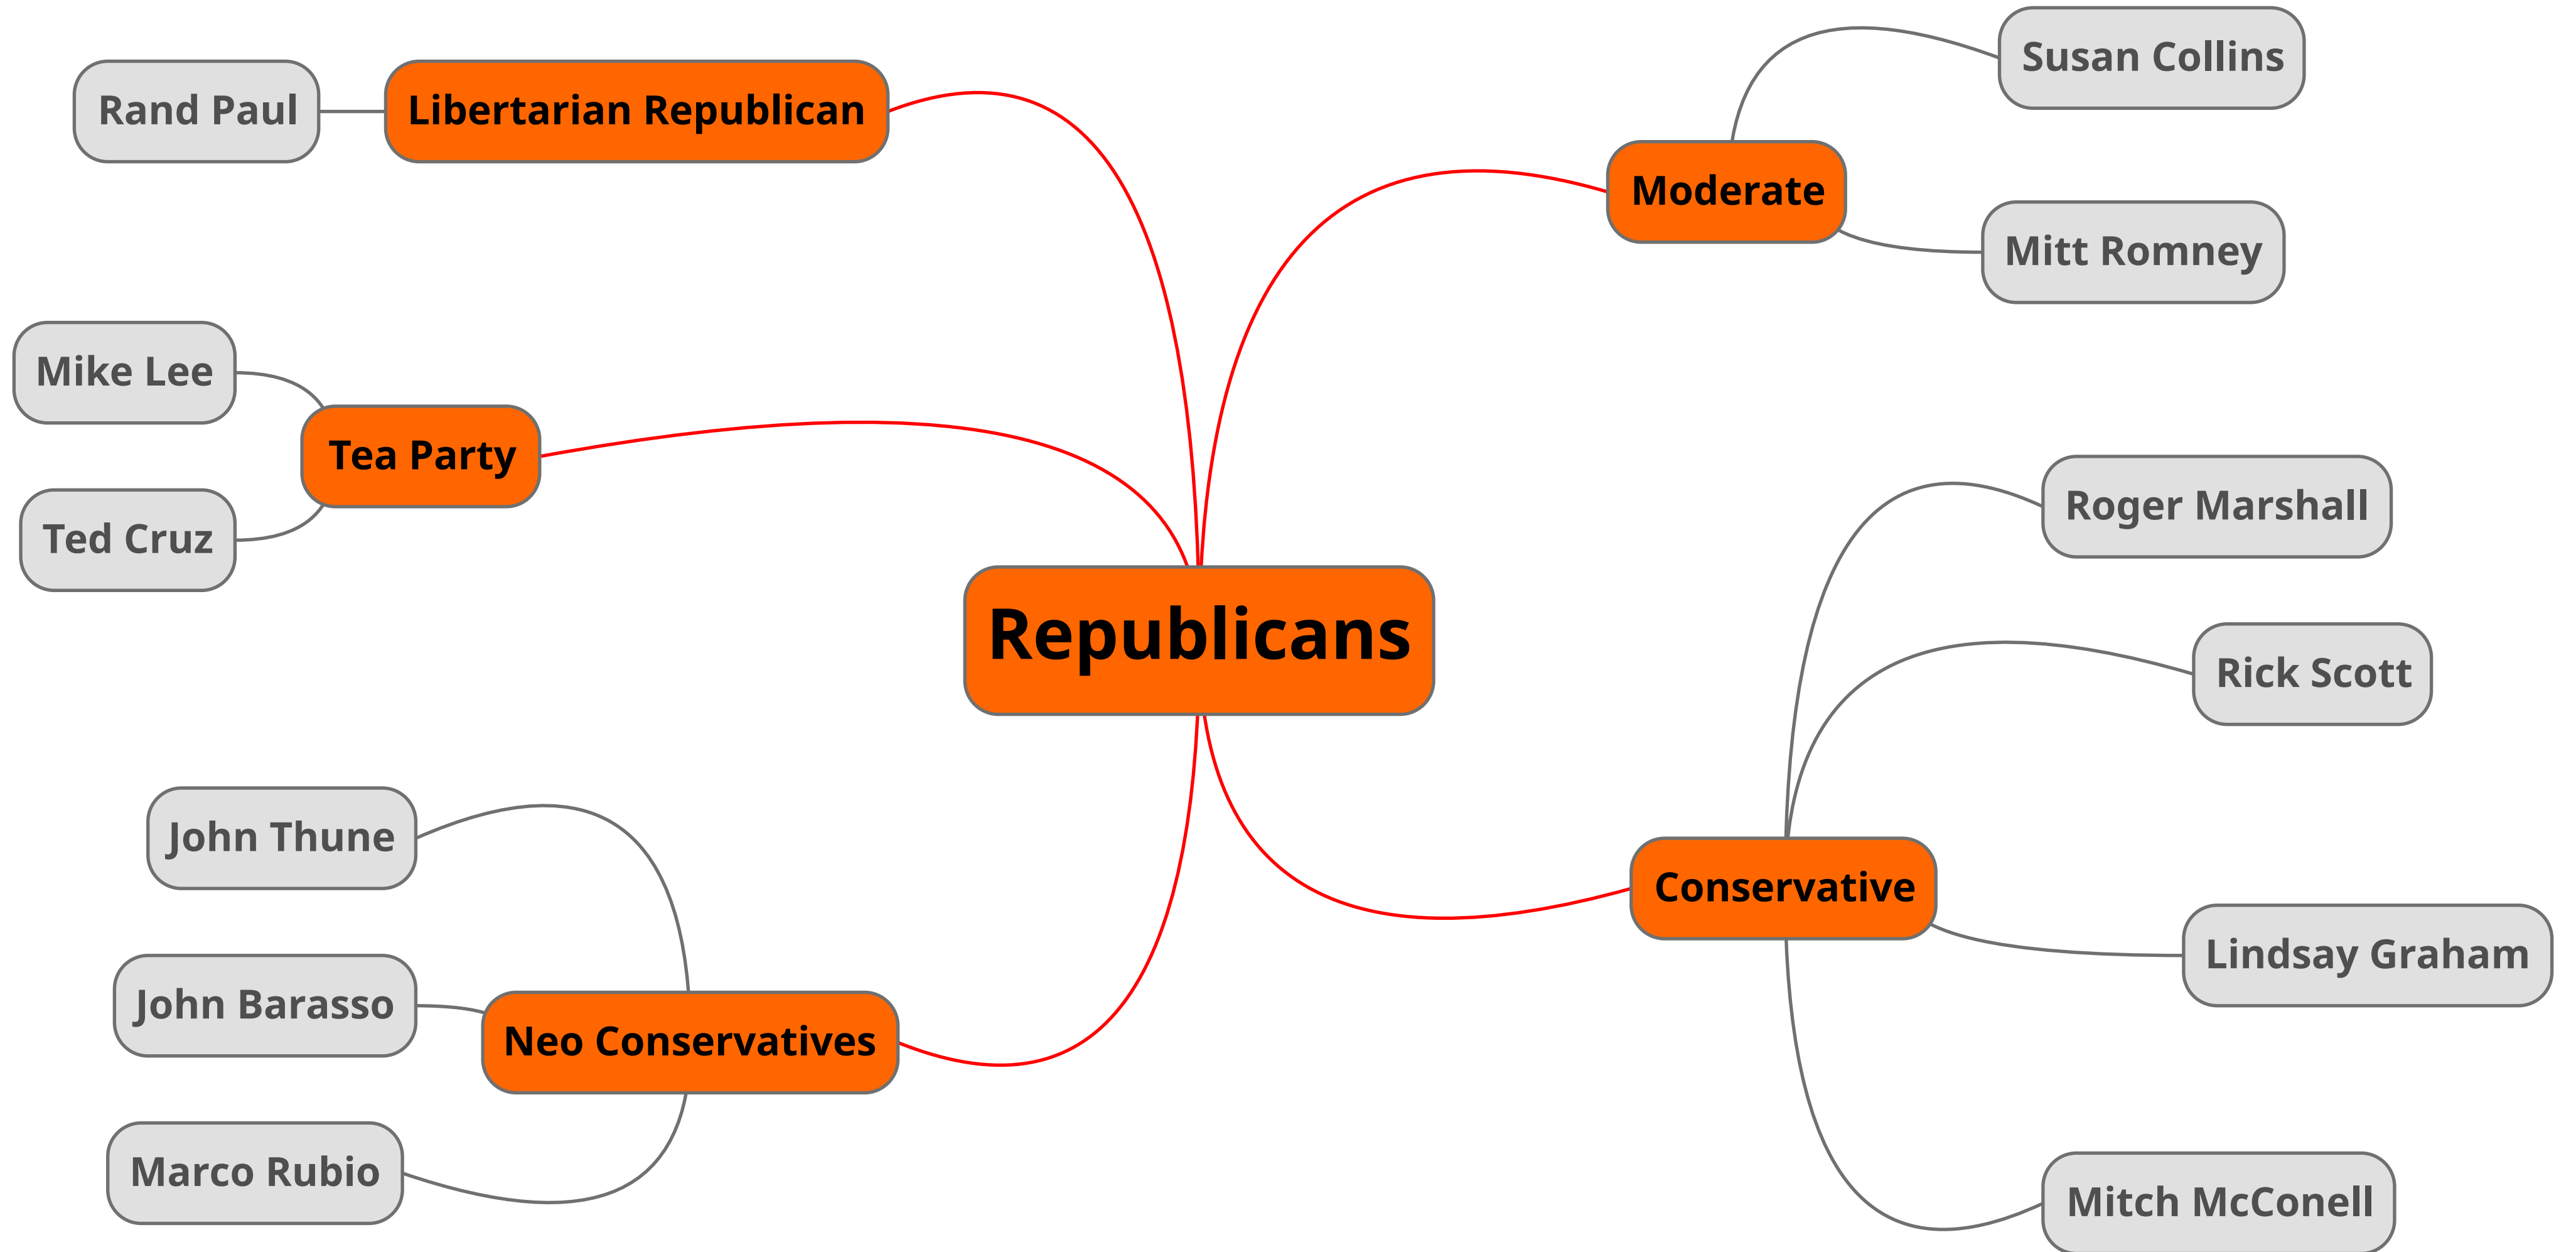 Susan Collins
Rand Paul
Libertarian Republican
Moderate
Mitt Romney
Mike Lee
Tea Party
Ted Cruz
Roger Marshall
Republicans
Rick Scott
John Thune
Conservative
Lindsay Graham
John Barasso
Neo Conservatives
Marco Rubio
Mitch McConell